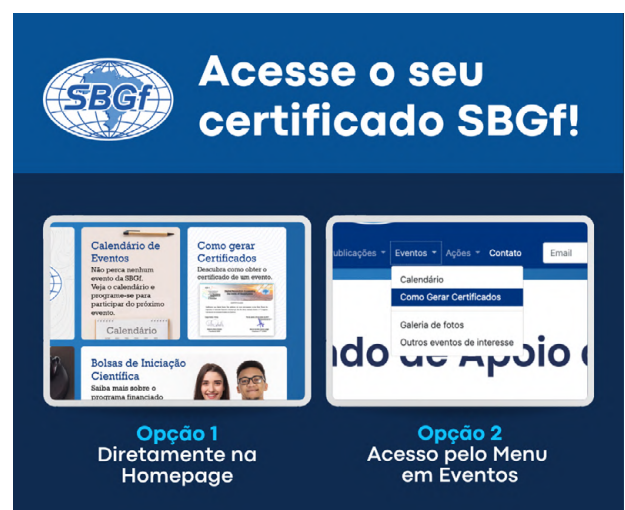 SBGf
Acesse o seu
certificado SBGf!
Calendário de
Eventos
Não perca nenhum
evento da SBGf.
Veja o calendário e
programe-se para
participar do próximo
evento.
Calendário
Como gerar
Certificados
Descubra como obter o
certificado de um evento.
Bolsas de Iniciação
Científica
Saiba mais sobre o
programa financiado
Opção 1
Diretamente na
Homepage
ublicações Eventos Ações Contato Email
Calendário
Como Gerar Certificados
Galeria de fotos
Outros eventos de interesse
do de Apoio
Opção 2
Acesso pelo Menu
em Eventos